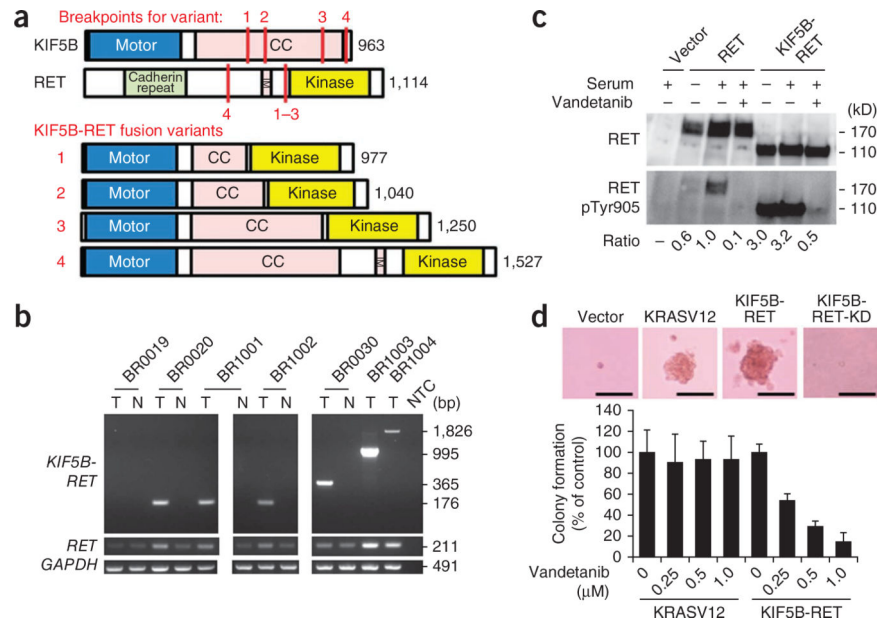 a
Breakpoints for variant:
1 2 3 4
KIF5B Motor CC 963
RET Cadherin repeat TM Kinase 1,114
4 1–3
KIF5B-RET fusion variants
1 Motor CC Kinase 977
2 Motor CC Kinase 1,040
3 Motor CC Kinase 1,250
4 Motor CC TM Kinase 1,527
b
BR0019 BR0020 BR1001 BR1002 BR0030 BR1003 BR1004 NTC
T N T N T N T N T N T T (bp)
KIF5B-RET
1,826
995
365
176
RET 211
GAPDH 491
c
Vector RET KIF5B-RET
Serum + – + + – + +
Vandetanib – – – + – – + (kD)
RET
- 170
- 110
RET pTyr905
- 170
- 110
Ratio – 0.6 1.0 0.1 3.0 3.2 0.5
d
Vector KRASV12 KIF5B-RET KIF5B-RET-KD
Colony formation (% of control)
140
120
100
80
60
40
20
0
Vandetanib (μM) 0 0.25 0.5 1.0 0 0.25 0.5 1.0
KRASV12 KIF5B-RET